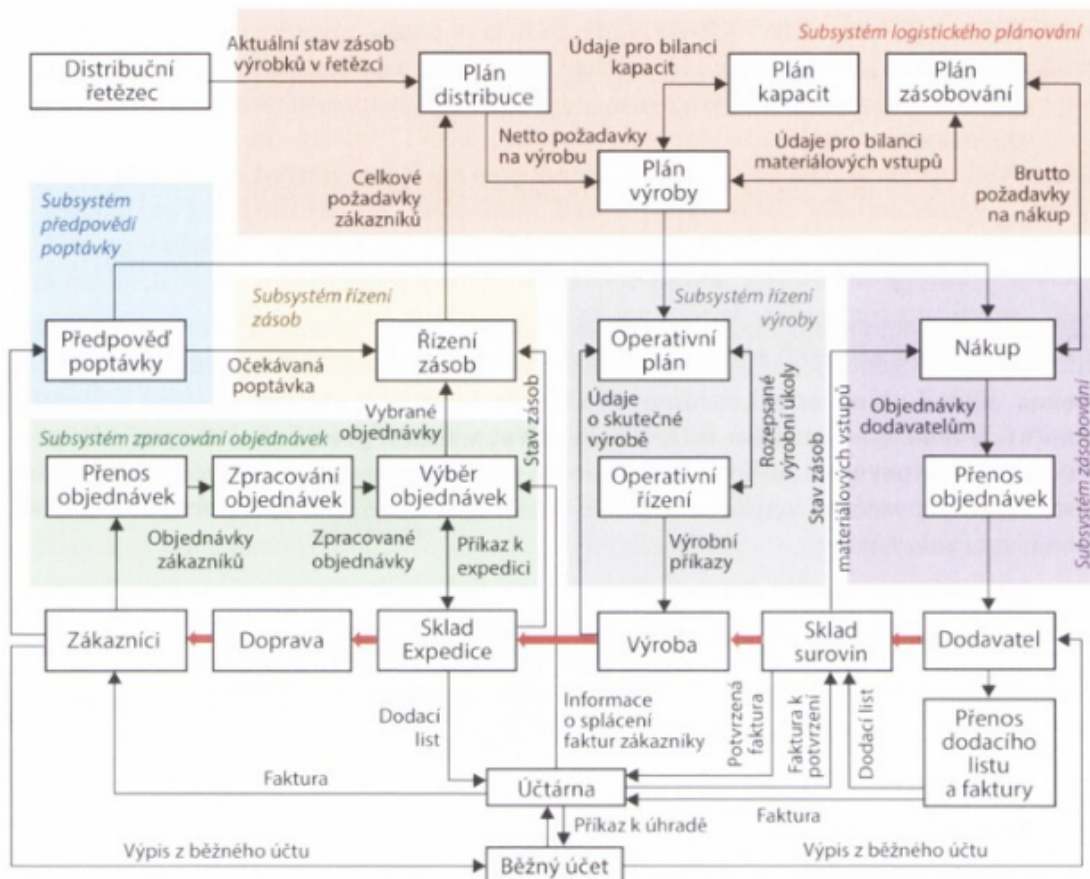 Subsystém logistického plánování
Distribuční
řetězec
Aktuální stav zásob
výrobků v řetězci
Plán
distribuce
Údaje pro bilanci
kapacit
Plán
kapacit
Plán
zásobování
Netto požadavky
na výrobu
Údaje pro bilanci
materiálových vstupů
Plán
výroby
Celkové
požadavky
zákazníků
Brutto
požadavky
na nákup
Subsystém
předpovědí
poptávky
Subsystém řízení
zásob
Subsystém řízení
výroby
Předpověď
poptávky
Očekávaná
poptávka
Řízení
zásob
Operativní
plán
Nákup
Vybrané
objednávky
Stav zásob
Údaje
o skutečné
výrobě
Rozepsané
výrobní úkoly
Stav zásob
materiálových vstupů
Objednávky
dodavatelům
Subsystém zásobování
Subsystém zpracování objednávek
Přenos
objednávek
Zpracování
objednávek
Výběr
objednávek
Operativní
řízení
Přenos
objednávek
Objednávky
zákazníků
Zpracované
objednávky
Příkaz k
expedici
Výrobní
příkazy
Zákazníci
Doprava
Sklad
Expedice
Výroba
Sklad
surovin
Dodavatel
Dodací
list
Informace
o splácení
faktur zákazníky
Potvrzená
faktura
Faktura k
potvrzení
Dodací list
Přenos
dodacího
listu
a faktury
Faktura
Účtárna
Faktura
Příkaz k úhradě
Výpis z běžného účtu
Běžný účet
Výpis z běžného účtu